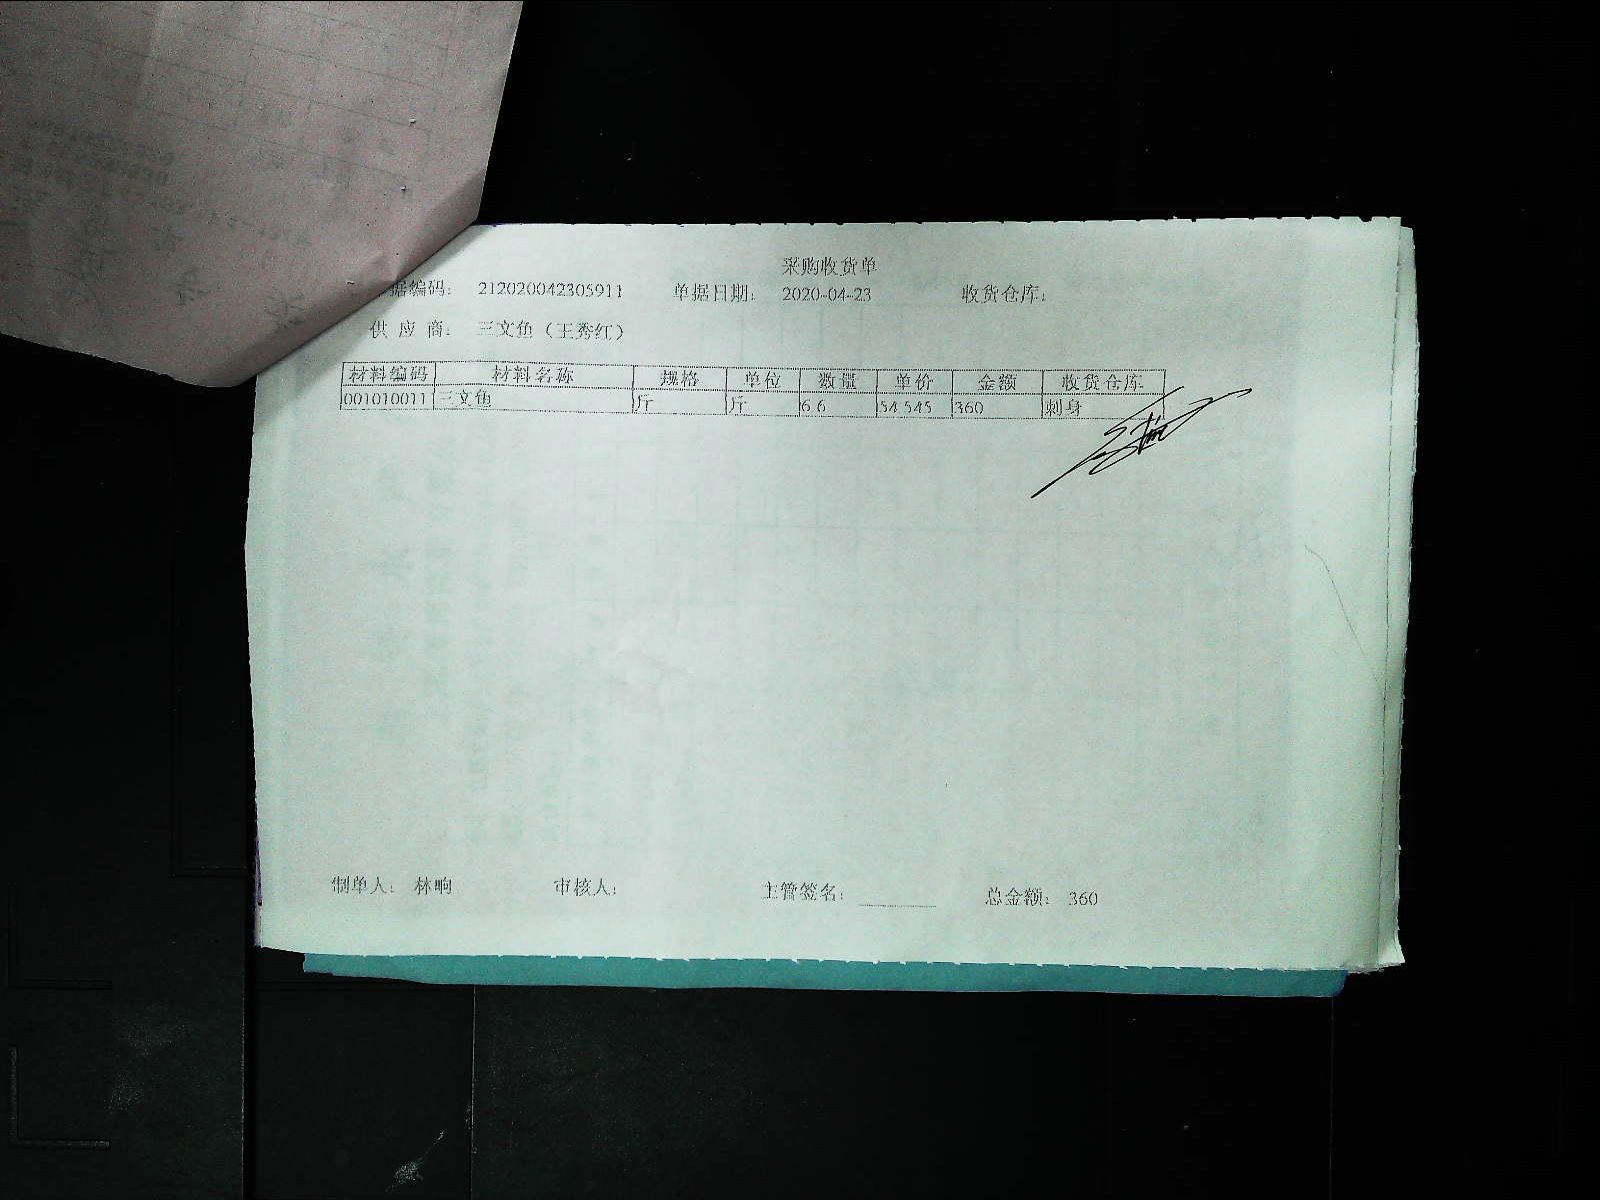 采购收货单
据编码： 212020042305911 单据日期： 2020-04-23 收货仓库：
供 应 商： 三文鱼（王秀红）
材料编码 材料名称 规格 单位 数量 单价 金额 收货仓库
001010011 三文鱼 斤 斤 6.6 54.545 360 刺身
制单人： 林响 审核人： 主管签名： 总金额： 360